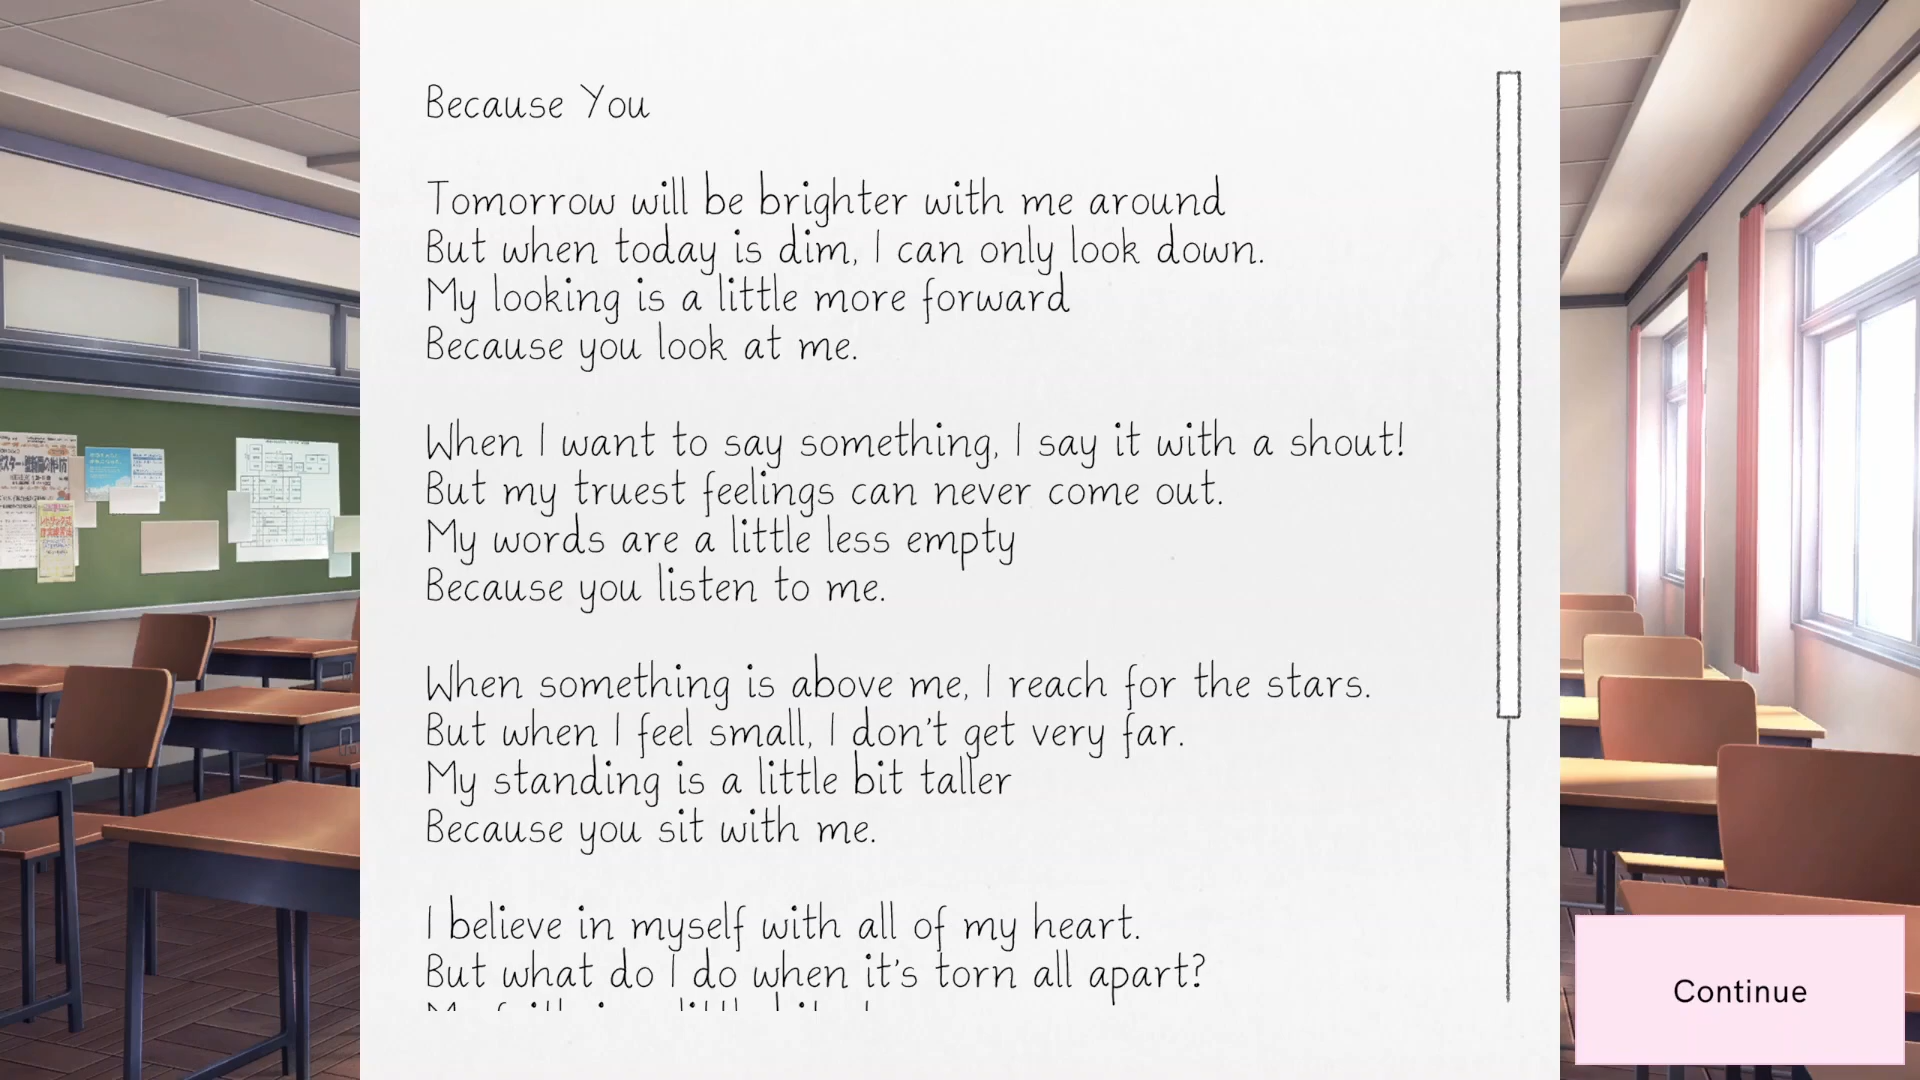 Because You
Tomorrow will be brighter with me around
But when today is dim, I can only look down.
My looking is a little more forward
Because you look at me.
When I want to say something, I say it with a shout!
But my truest feelings can never come out.
My words are a little less empty
Because you listen to me.
When something is above me, I reach for the stars.
But when I feel small, I don't get very far.
My standing is a little bit taller
Because you sit with me.
I believe in myself with all of my heart.
But what do I do when it's torn all apart?
Continue